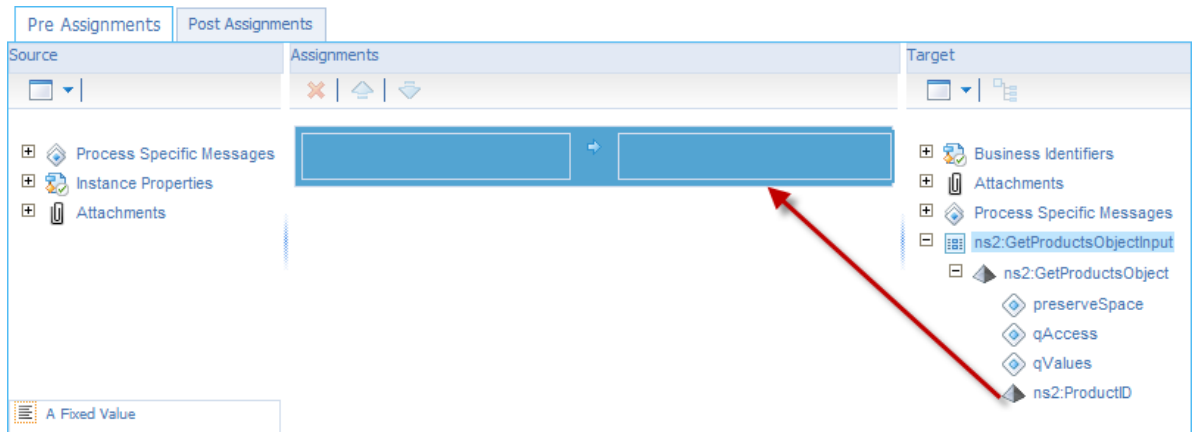 Pre Assignments
Post Assignments
Source
Assignments
Target
Process Specific Messages
Instance Properties
Attachments
Business Identifiers
Attachments
Process Specific Messages
ns2:GetProductsObjectInput
ns2:GetProductsObject
preserveSpace
qAccess
qValues
ns2:ProductID
A Fixed Value